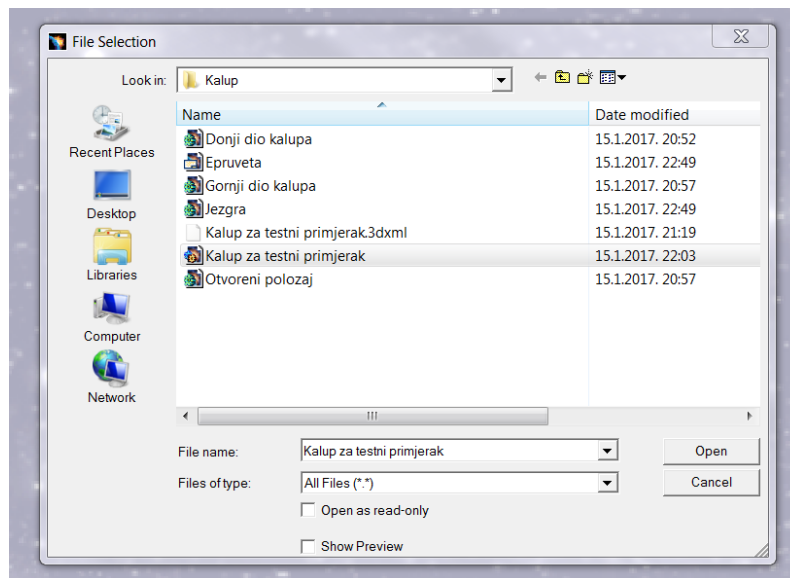 File Selection
Look in: Kalup
Name Date modified
Donji dio kalupa 15.1.2017. 20:52
Epruveta 15.1.2017. 22:49
Gornji dio kalupa 15.1.2017. 20:57
Jezgra 15.1.2017. 22:49
Kalup za testni primjerak.3dxml 15.1.2017. 21:19
Kalup za testni primjerak 15.1.2017. 22:03
Otvoreni polozaj 15.1.2017. 20:57
Recent Places
Desktop
Libraries
Computer
Network
File name: Kalup za testni primjerak Open
Files of type: All Files (*.*) Cancel
Open as read-only
Show Preview